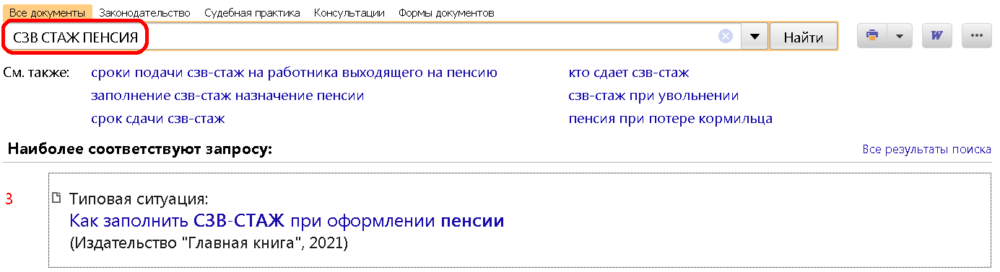 Все документы Законодательство Судебная практика Консультации Формы документов
СЗВ СТАЖ ПЕНСИЯ Найти W
См. также: сроки подачи сзв-стаж на работника выходящего на пенсию кто сдает сзв-стаж
заполнение сзв-стаж назначение пенсии сзв-стаж при увольнении
срок сдачи сзв-стаж пенсия при потере кормильца
Наиболее соответствуют запросу: Все результаты поиска
3 Типовая ситуация:
Как заполнить СЗВ-СТАЖ при оформлении пенсии
(Издательство "Главная книга", 2021)